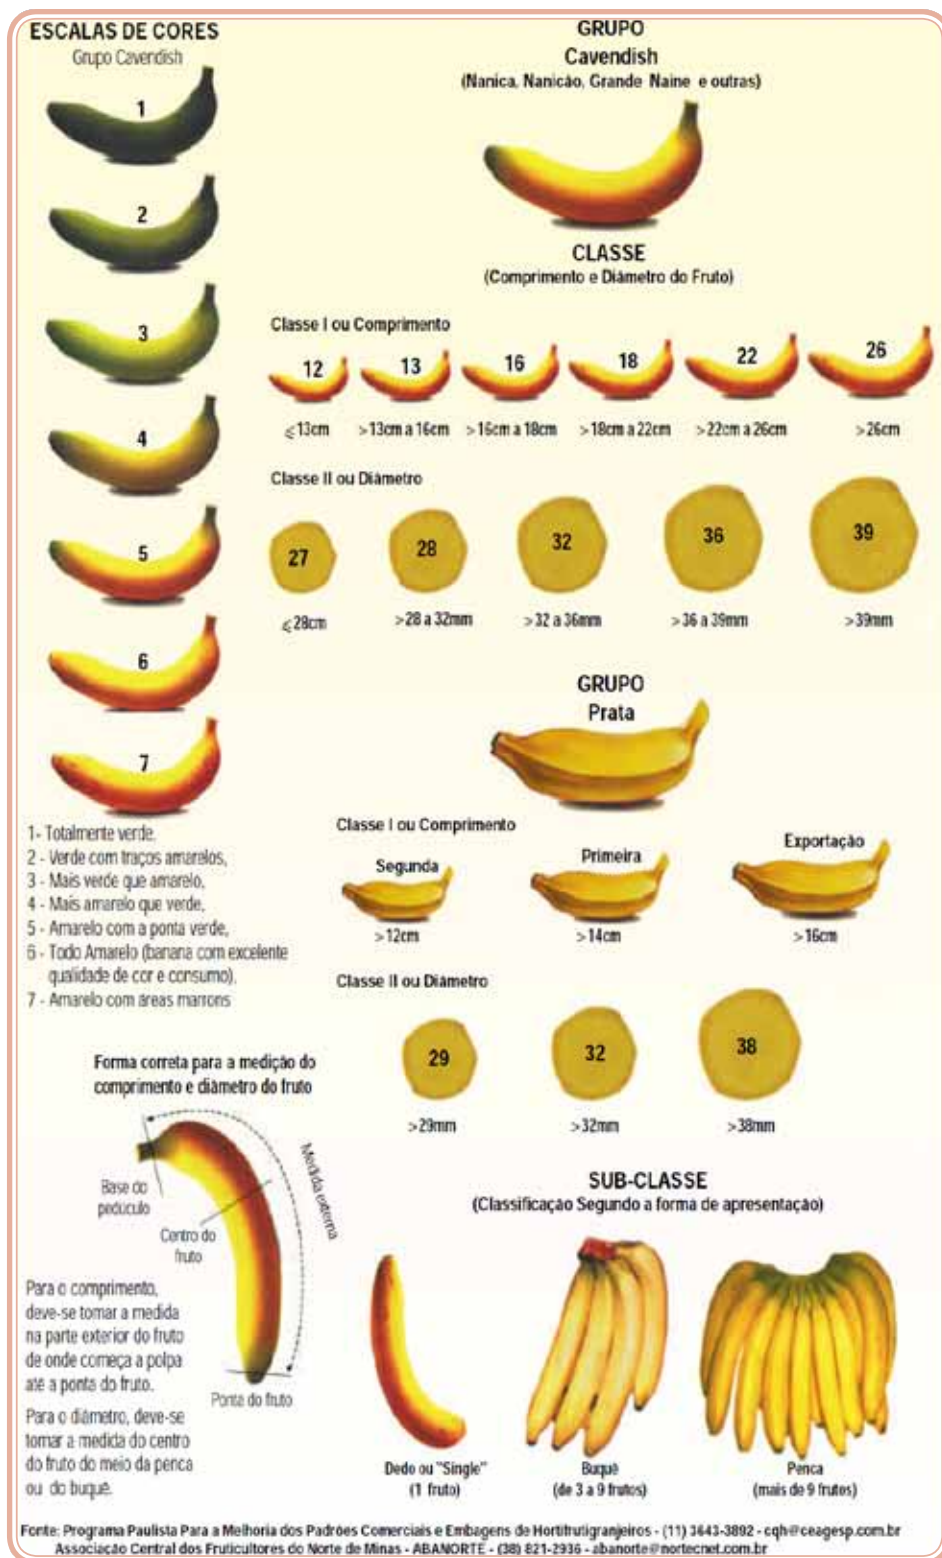 ESCALAS DE CORES
Grupo Cavendish
1
2
3
4
5
6
7
1- Totalmente verde,
2 - Verde com traços amarelos,
3 - Mais verde que amarelo,
4 - Mais amarelo que verde,
5 - Amarelo com a ponta verde,
6 - Todo Amarelo (banana com excelente
qualidade de cor e consumo),
7 - Amarelo com áreas marrons
GRUPO
Cavendish
(Nanica, Nanicão, Grande Naine e outras)
CLASSE
(Comprimento e Diâmetro do Fruto)
Classe I ou Comprimento
12 13 16 18 22 26
⩽13cm >13cm a 16cm >16cm a 18cm >18cm a 22cm >22cm a 26cm >26cm
Classe II ou Diâmetro
27 28 32 36 39
⩽28cm >28 a 32mm >32 a 36mm >36 a 39mm >39mm
GRUPO
Prata
Classe I ou Comprimento
Segunda Primeira Exportação
>12cm >14cm >16cm
Classe II ou Diâmetro
29 32 38
>29mm >32mm >38mm
Forma correta para a medição do
comprimento e diâmetro do fruto
Medida externa
Base do
pedúculo
Centro do
fruto
Ponta do fruto
Para o comprimento,
deve-se tomar a medida
na parte exterior do fruto
de onde começa a polpa
até a ponta do fruto.
Para o diâmetro, deve-se
tomar a medida do centro
do fruto do meio da penca
ou do buquê.
SUB-CLASSE
(Classificação Segundo a forma de apresentação)
Dedo ou "Single"
(1 fruto)
Buquê
(de 3 a 9 frutos)
Penca
(mais de 9 frutos)
Fonte: Programa Paulista Para a Melhoria dos Padrões Comerciais e Embagens de Hortifrutigranjeiros - (11) 3643-3892 - cqh@ceagesp.com.br
Associação Central dos Fruticultores do Norte de Minas - ABANORTE - (38) 821-2936 - abanorte@nortecnet.com.br